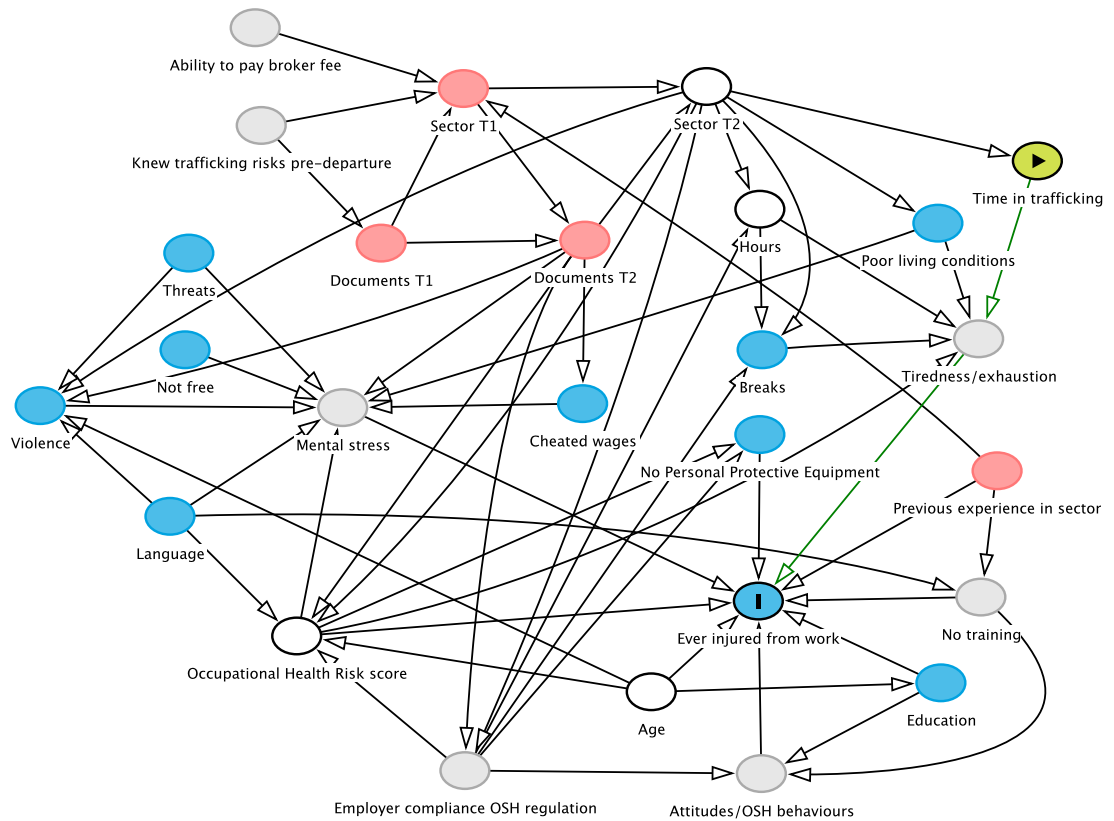 Ability to pay broker fee
Sector T1
Sector T2
Knew trafficking risks pre-departure
Time in trafficking
Hours
Poor living conditions
Documents T1
Documents T2
Threats
Not free
Breaks
Tiredness/exhaustion
Violence
Mental stress
Cheated wages
No Personal Protective Equipment
Previous experience in sector
Language
Ever injured from work
No training
Occupational Health Risk score
Age
Education
Employer compliance OSH regulation
Attitudes/OSH behaviours